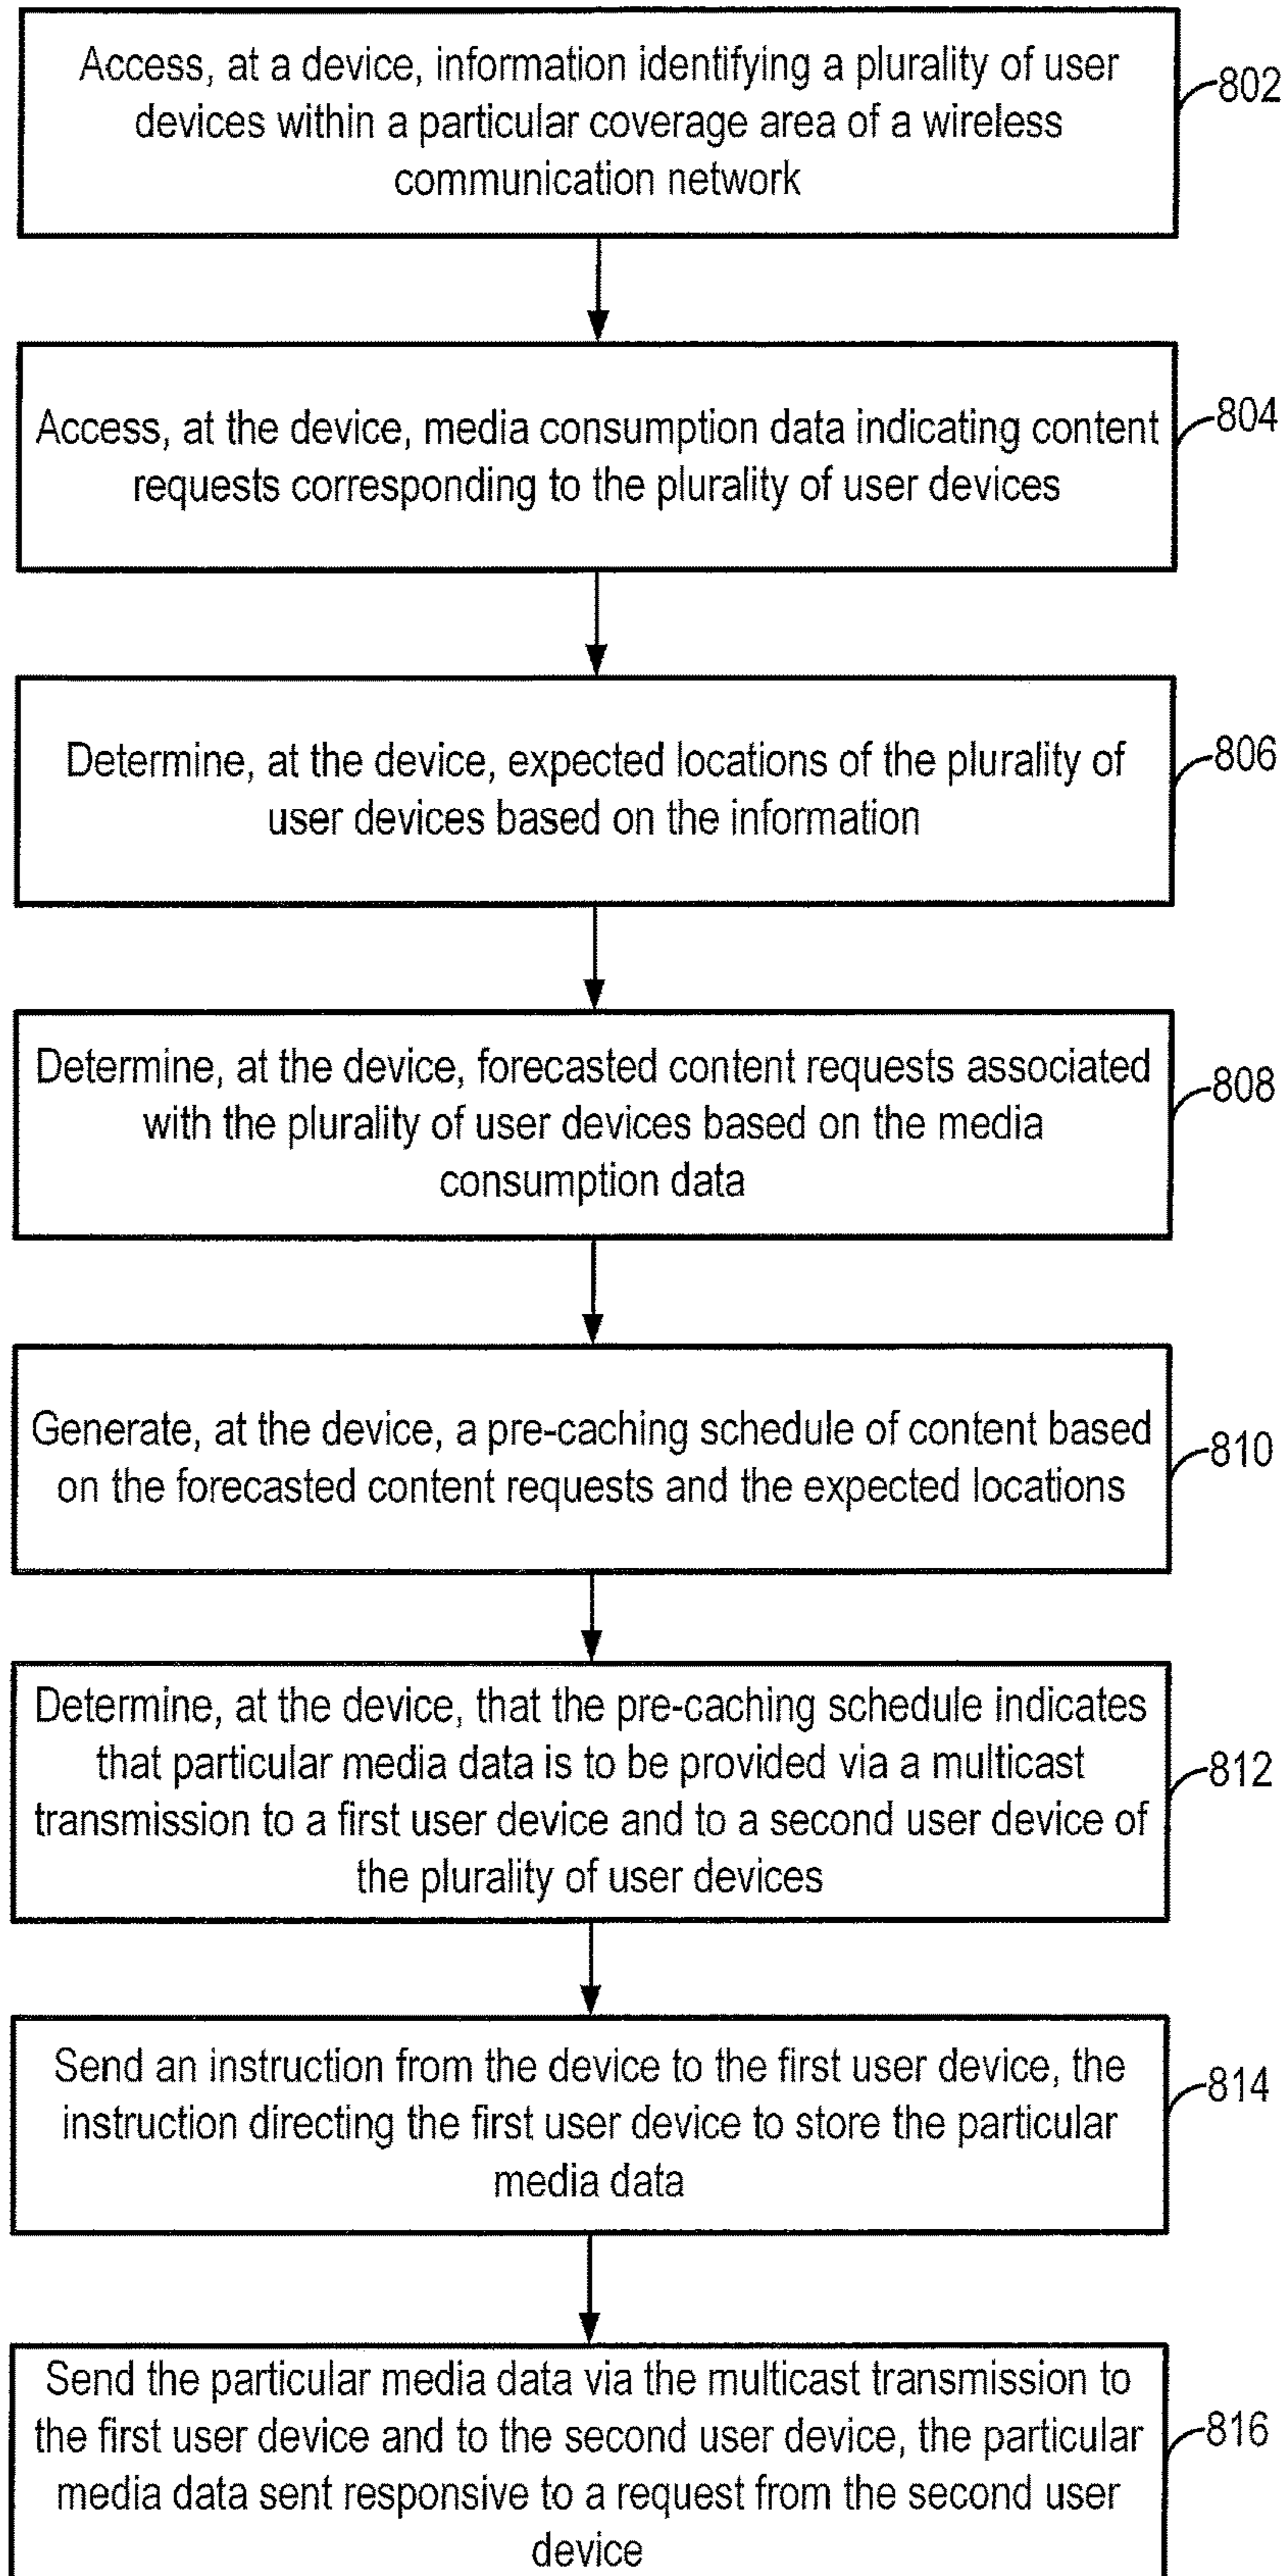 Access, at a device, information identifying a plurality of user
devices within a particular coverage area of a wireless
communication network
802
Access, at the device, media consumption data indicating content
requests corresponding to the plurality of user devices
804
Determine, at the device, expected locations of the plurality of
user devices based on the information
806
Determine, at the device, forecasted content requests associated
with the plurality of user devices based on the media
consumption data
808
Generate, at the device, a pre-caching schedule of content based
on the forecasted content requests and the expected locations
810
Determine, at the device, that the pre-caching schedule indicates
that particular media data is to be provided via a multicast
transmission to a first user device and to a second user device of
the plurality of user devices
812
Send an instruction from the device to the first user device, the
instruction directing the first user device to store the particular
media data
814
Send the particular media data via the multicast transmission to
the first user device and to the second user device, the particular
media data sent responsive to a request from the second user
device
816